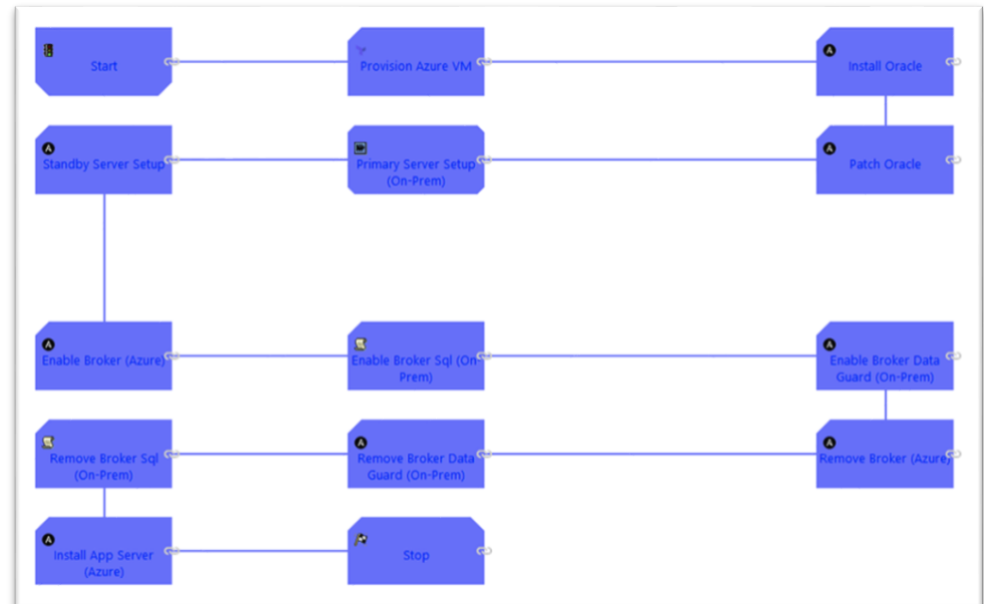 Start
Provision Azure VM
Install Oracle
Standby Server Setup
Primary Server Setup
(On-Prem)
Patch Oracle
Enable Broker (Azure)
Enable Broker Sql (On-
Prem)
Enable Broker Data
Guard (On-Prem)
Remove Broker Sql
(On-Prem)
Remove Broker Data
Guard (On-Prem)
Remove Broker (Azure)
Install App Server
(Azure)
Stop